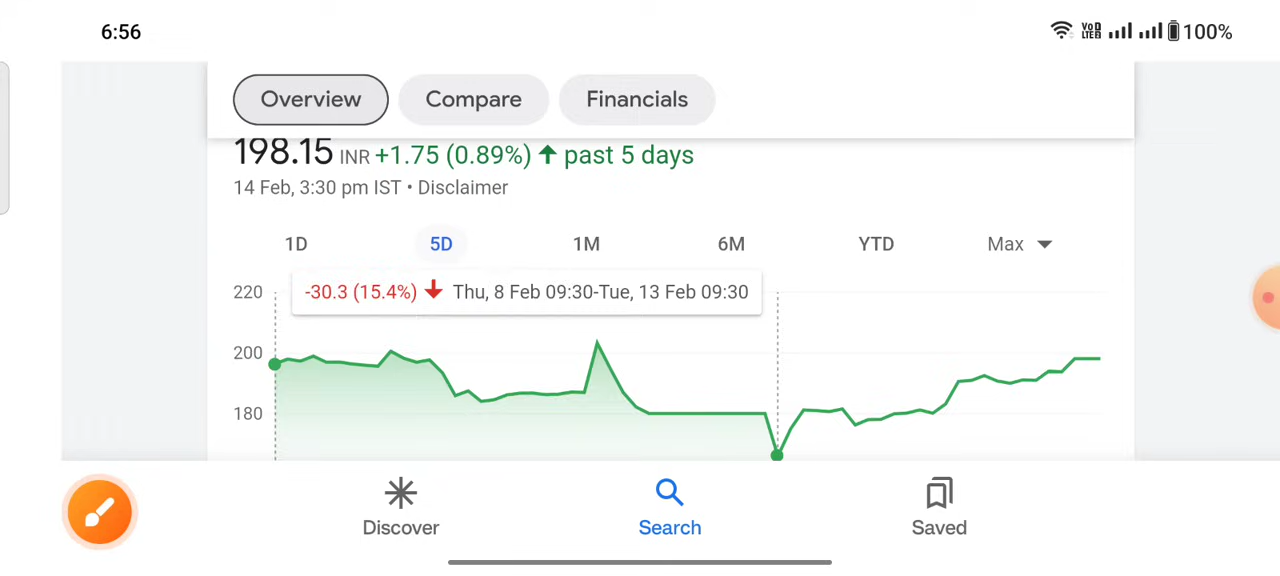 6:56 VoD LTER 100%
Overview Compare Financials
198.15 INR +1.75 (0.89%) ↑ past 5 days
14 Feb, 3:30 pm IST • Disclaimer
1D 5D 1M 6M YTD Max
-30.3 (15.4%) ↓ Thu, 8 Feb 09:30-Tue, 13 Feb 09:30
220
200
180
Discover Search Saved